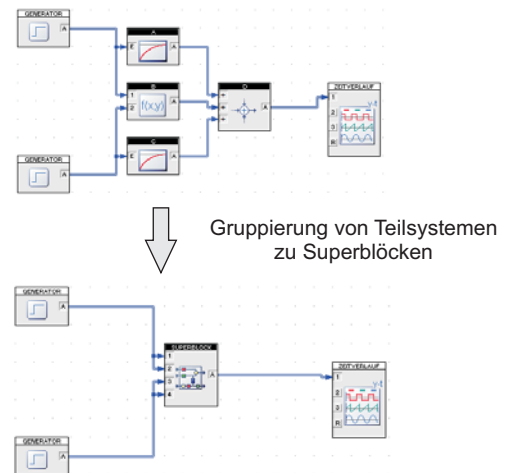 GENERATOR
A
A
E
A
B
1
2
f(x;y)
A
E
A
D
+
+
+
A
ZEITVERLAUF
1
2
3
R
y-t
GENERATOR
A
Gruppierung von Teilsystemen
zu Superblöcken
GENERATOR
A
SUPERBLOCK
1
2
3
4
A
ZEITVERLAUF
1
2
3
R
y-t
GENERATOR
A